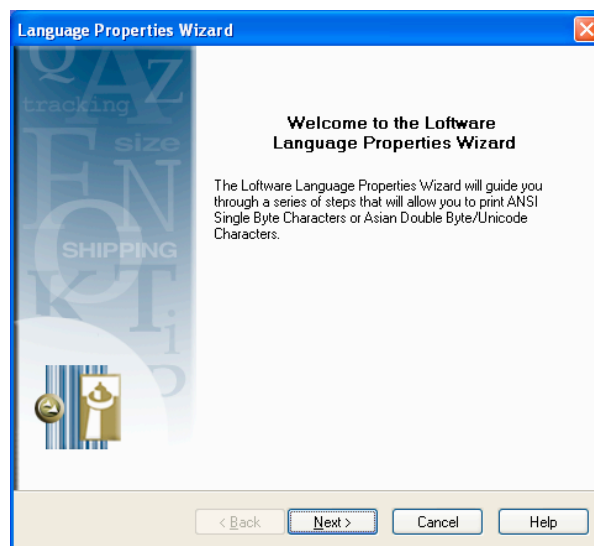 Language Properties Wizard
Q A Z
tracking
size
E N
O
SHIPPING
K T
i
P
Welcome to the Loftware
Language Properties Wizard
The Loftware Language Properties Wizard will guide you
through a series of steps that will allow you to print ANSI
Single Byte Characters or Asian Double Byte/Unicode
Characters.
< Back
Next >
Cancel
Help